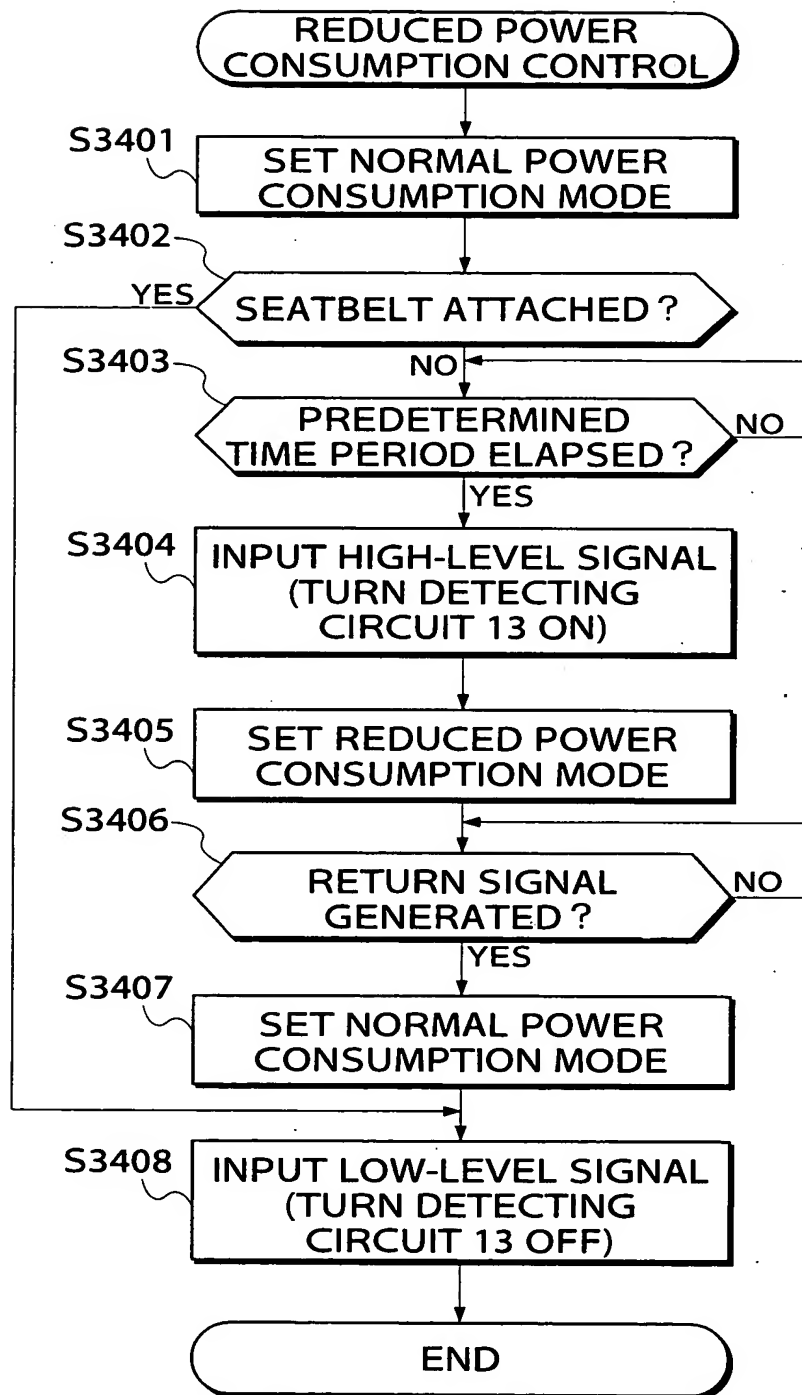 REDUCED POWER
CONSUMPTION CONTROL
S3401
SET NORMAL POWER
CONSUMPTION MODE
S3402
YES
SEATBELT ATTACHED?
NO
S3403
PREDETERMINED
TIME PERIOD ELAPSED?
NO
YES
S3404
INPUT HIGH-LEVEL SIGNAL
(TURN DETECTING
CIRCUIT 13 ON)
S3405
SET REDUCED POWER
CONSUMPTION MODE
S3406
RETURN SIGNAL
GENERATED?
NO
YES
S3407
SET NORMAL POWER
CONSUMPTION MODE
S3408
INPUT LOW-LEVEL SIGNAL
(TURN DETECTING
CIRCUIT 13 OFF)
END